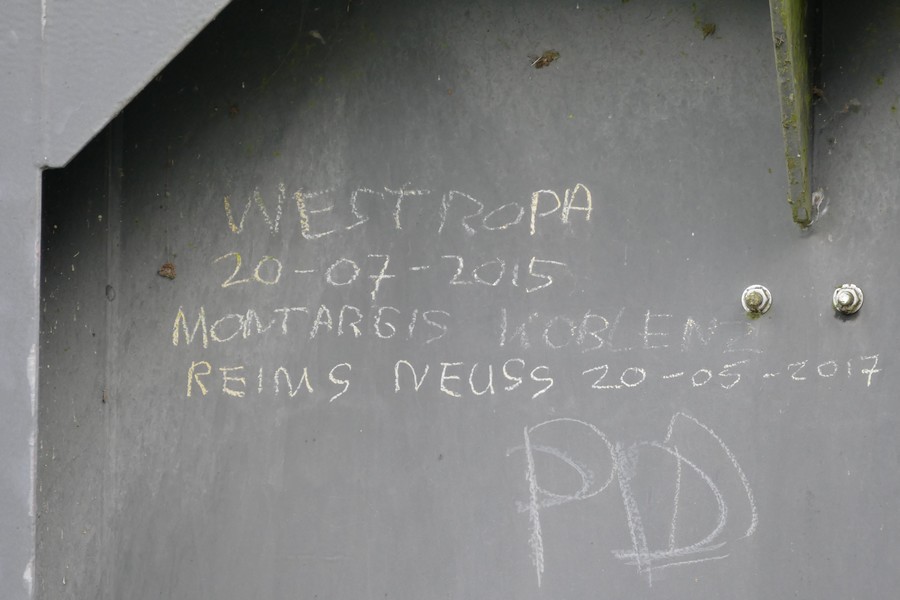 WESTROPA
20-07-2015
MONTARGIS KOBLENZ
REIMS NEUSS 20-05-2017
PD